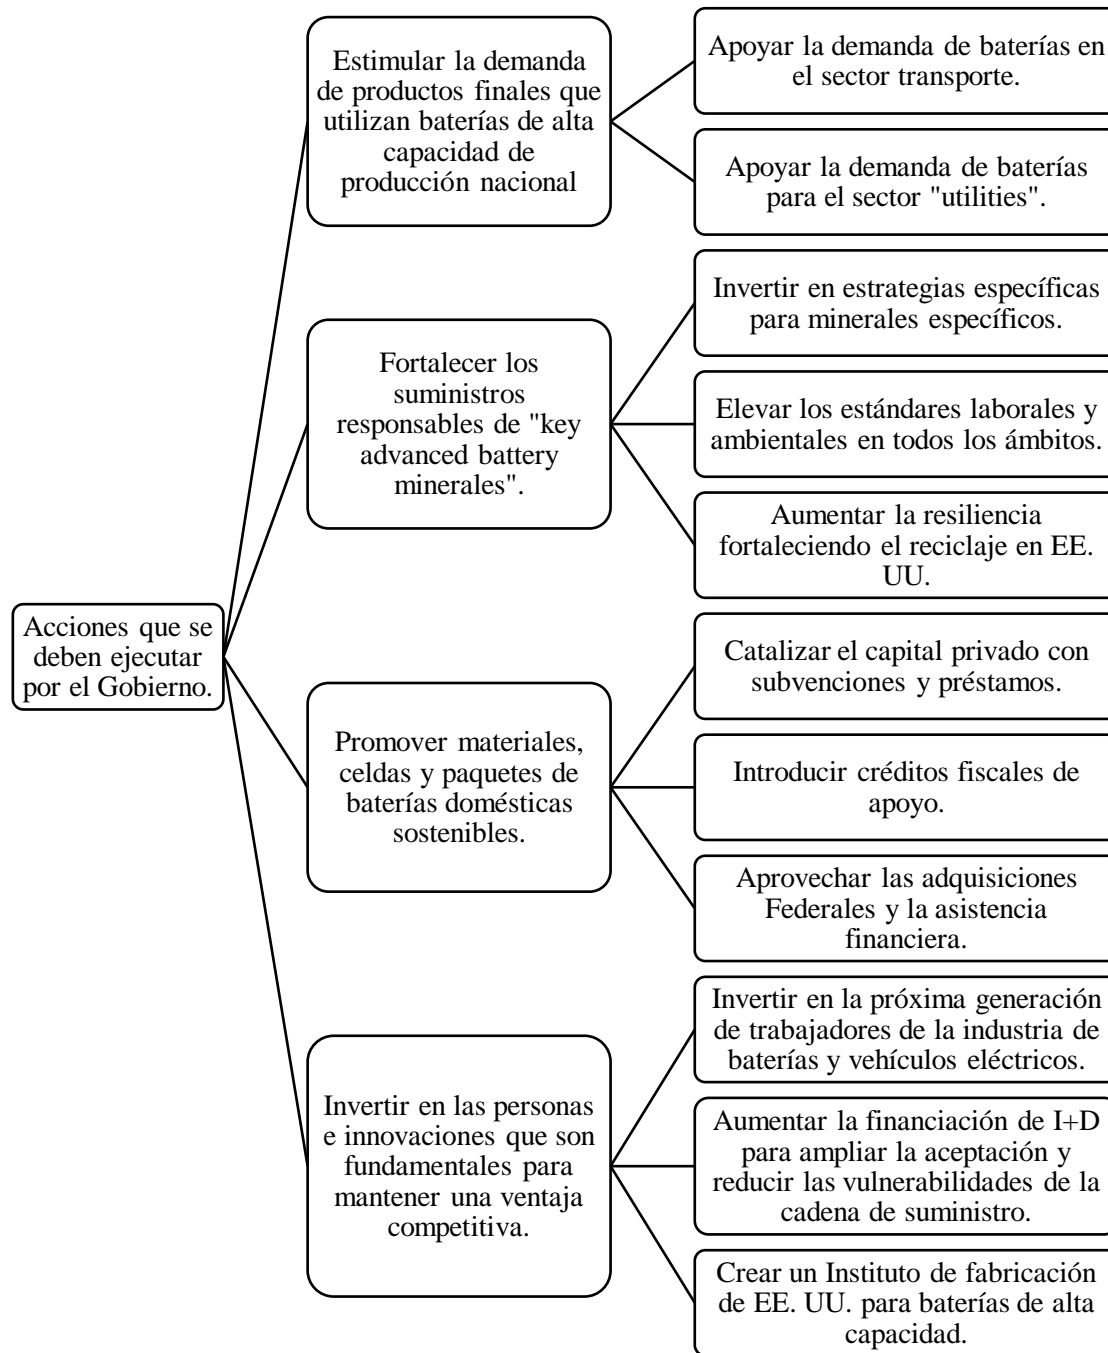 Acciones que se
deben ejecutar
por el Gobierno.
Estimular la demanda
de productos finales que
utilizan baterías de alta
capacidad de
producción nacional
Apoyar la demanda de baterías en
el sector transporte.
Apoyar la demanda de baterías
para el sector "utilities".
Fortalecer los
suministros
responsables de "key
advanced battery
minerales".
Invertir en estrategias específicas
para minerales específicos.
Elevar los estándares laborales y
ambientales en todos los ámbitos.
Aumentar la resiliencia
fortaleciendo el reciclaje en EE.
UU.
Promover materiales,
celdas y paquetes de
baterías domésticas
sostenibles.
Catalizar el capital privado con
subvenciones y préstamos.
Introducir créditos fiscales de
apoyo.
Aprovechar las adquisiciones
Federales y la asistencia
financiera.
Invertir en las personas
e innovaciones que son
fundamentales para
mantener una ventaja
competitiva.
Invertir en la próxima generación
de trabajadores de la industria de
baterías y vehículos eléctricos.
Aumentar la financiación de I+D
para ampliar la aceptación y
reducir las vulnerabilidades de la
cadena de suministro.
Crear un Instituto de fabricación
de EE. UU. para baterías de alta
capacidad.